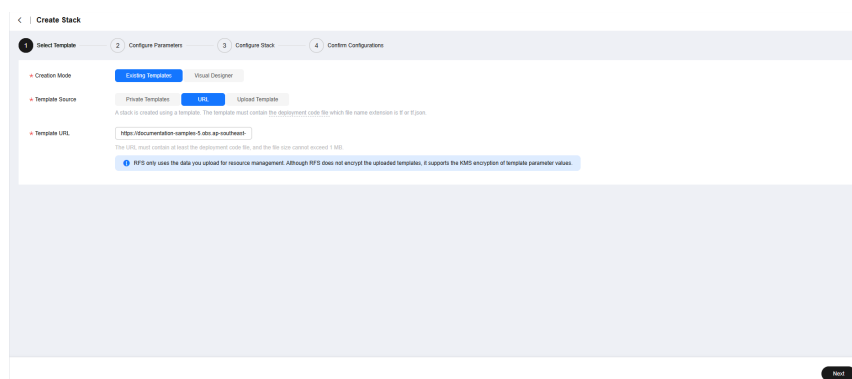 < | Create Stack
1 Select Template 2 Configure Parameters 3 Configure Stack 4 Confirm Configurations
* Creation Mode Existing Templates Visual Designer
* Template Source Private Templates URL Upload Template
A stack is created using a template. The template must contain the deployment code file which file name extension is tf or tf.json.
* Template URL https://documentation-samples-5.obs.ap-southeast-
The URL must contain at least the deployment code file, and the file size cannot exceed 1 MB.
RFS only uses the data you upload for resource management. Although RFS does not encrypt the uploaded templates, it supports the KMS encryption of template parameter values.
Next